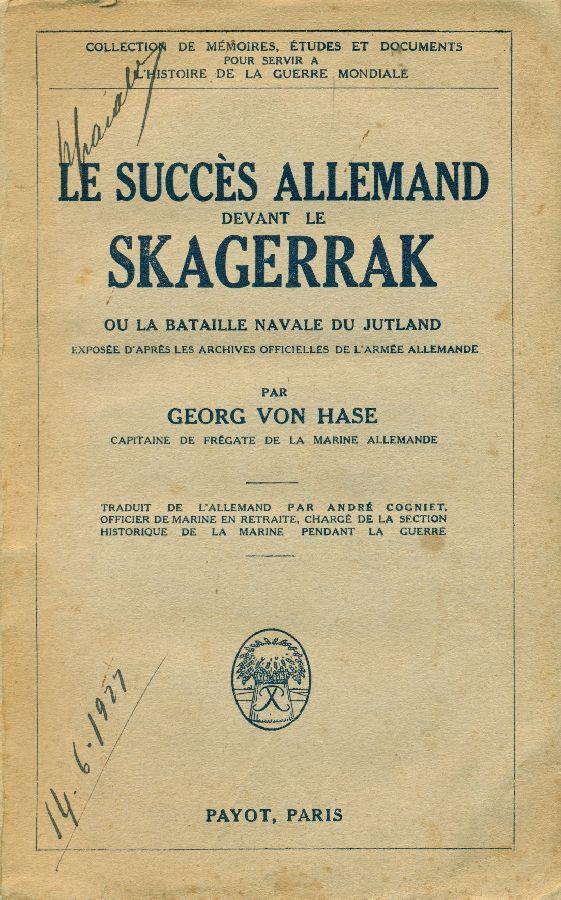 COLLECTION DE MÉMOIRES, ÉTUDES ET DOCUMENTS
POUR SERVIR A
L'HISTOIRE DE LA GUERRE MONDIALE
LE SUCCÈS ALLEMAND
DEVANT LE
SKAGERRAK
OU LA BATAILLE NAVALE DU JUTLAND
EXPOSÉE D'APRÈS LES ARCHIVES OFFICIELLES DE L'ARMÉE ALLEMANDE
PAR
GEORG VON HASE
CAPITAINE DE FRÉGATE DE LA MARINE ALLEMANDE
TRADUIT DE L'ALLEMAND PAR ANDRÉ COGNIET,
OFFICIER DE MARINE EN RETRAITE, CHARGÉ DE LA SECTION
HISTORIQUE DE LA MARINE PENDANT LA GUERRE
14.6.1927
PAYOT, PARIS